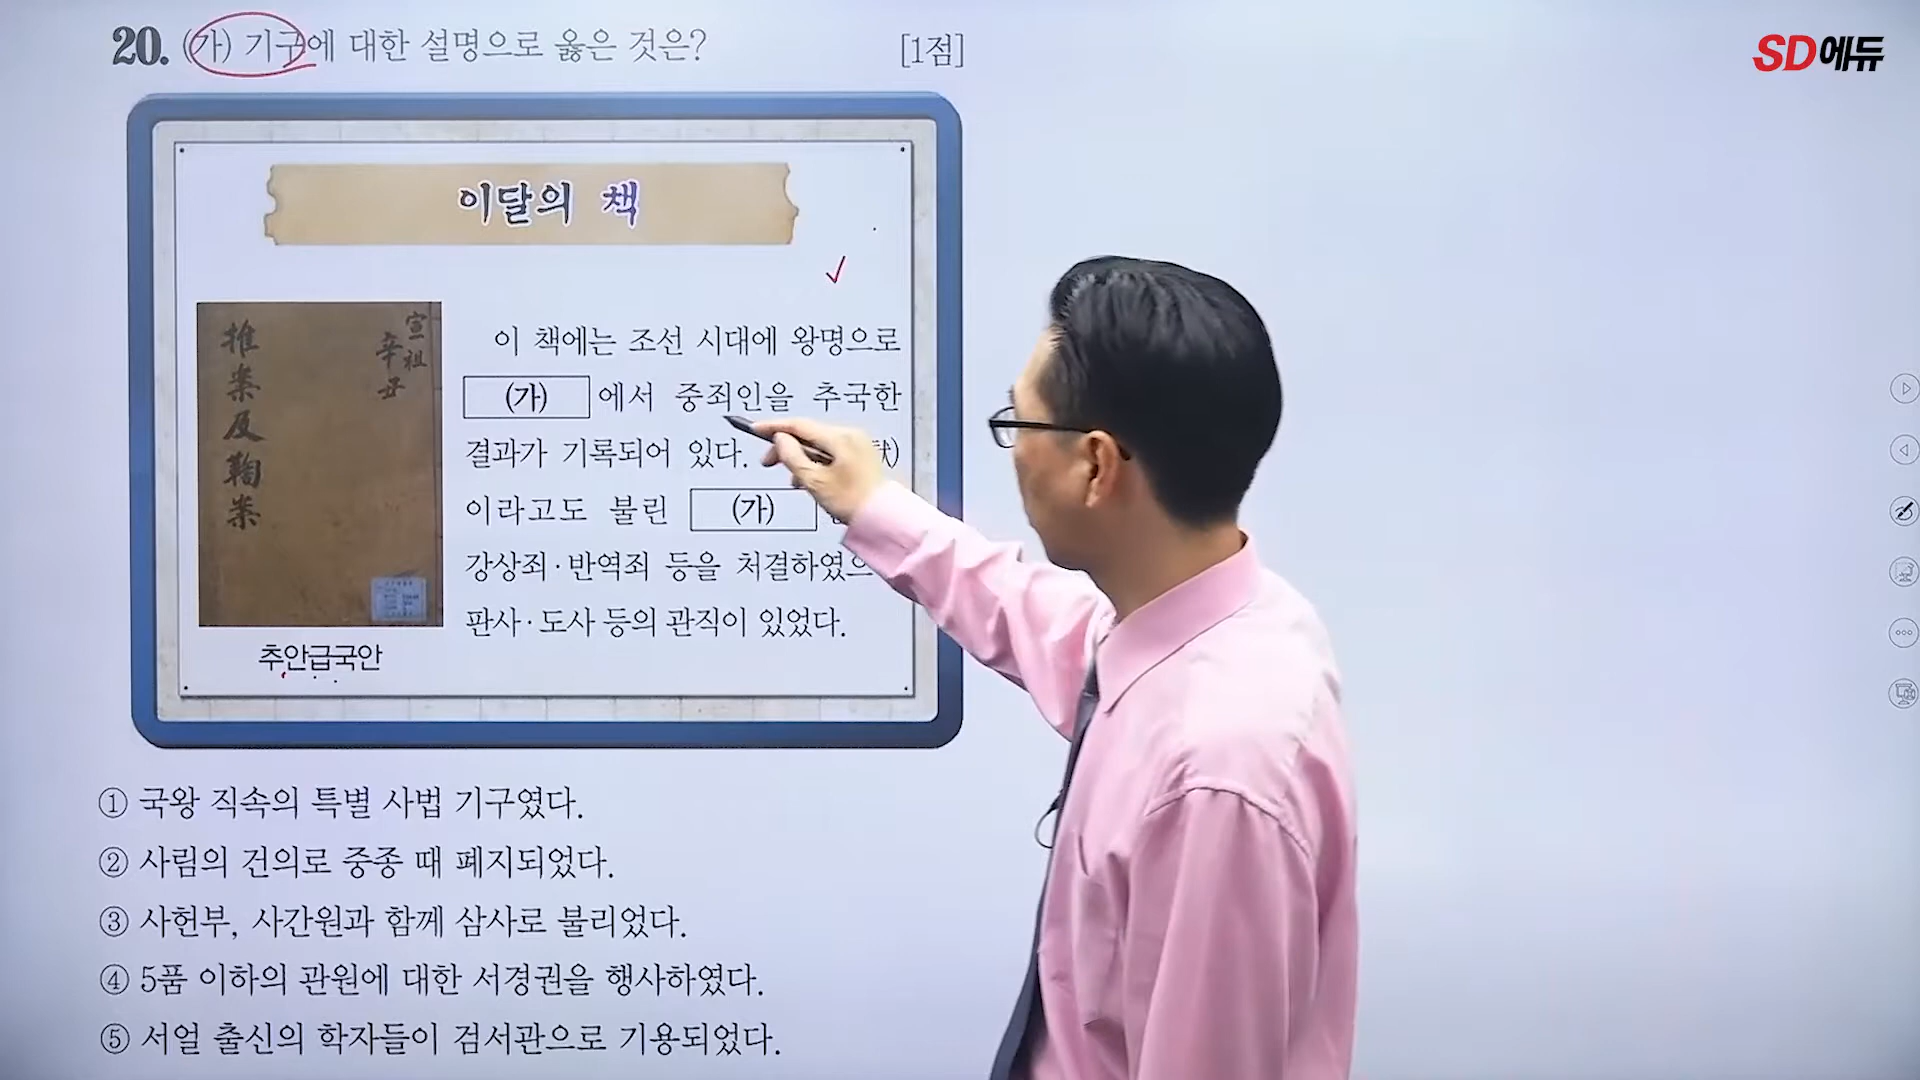 SD에듀
20. (가) 기구에 대한 설명으로 옳은 것은? [1점]
이달의 책
推案及鞫案
宣祖
辛丑
이 책에는 조선 시대에 왕명으로
(가) 에서 중죄인을 추국한
결과가 기록되어 있다.
이라고도 불린 (가)
강상죄·반역죄 등을 처결하였으
판사·도사 등의 관직이 있었다.
추안급국안
① 국왕 직속의 특별 사법 기구였다.
② 사림의 건의로 중종 때 폐지되었다.
③ 사헌부, 사간원과 함께 삼사로 불리었다.
④ 5품 이하의 관원에 대한 서경권을 행사하였다.
⑤ 서얼 출신의 학자들이 검서관으로 기용되었다.